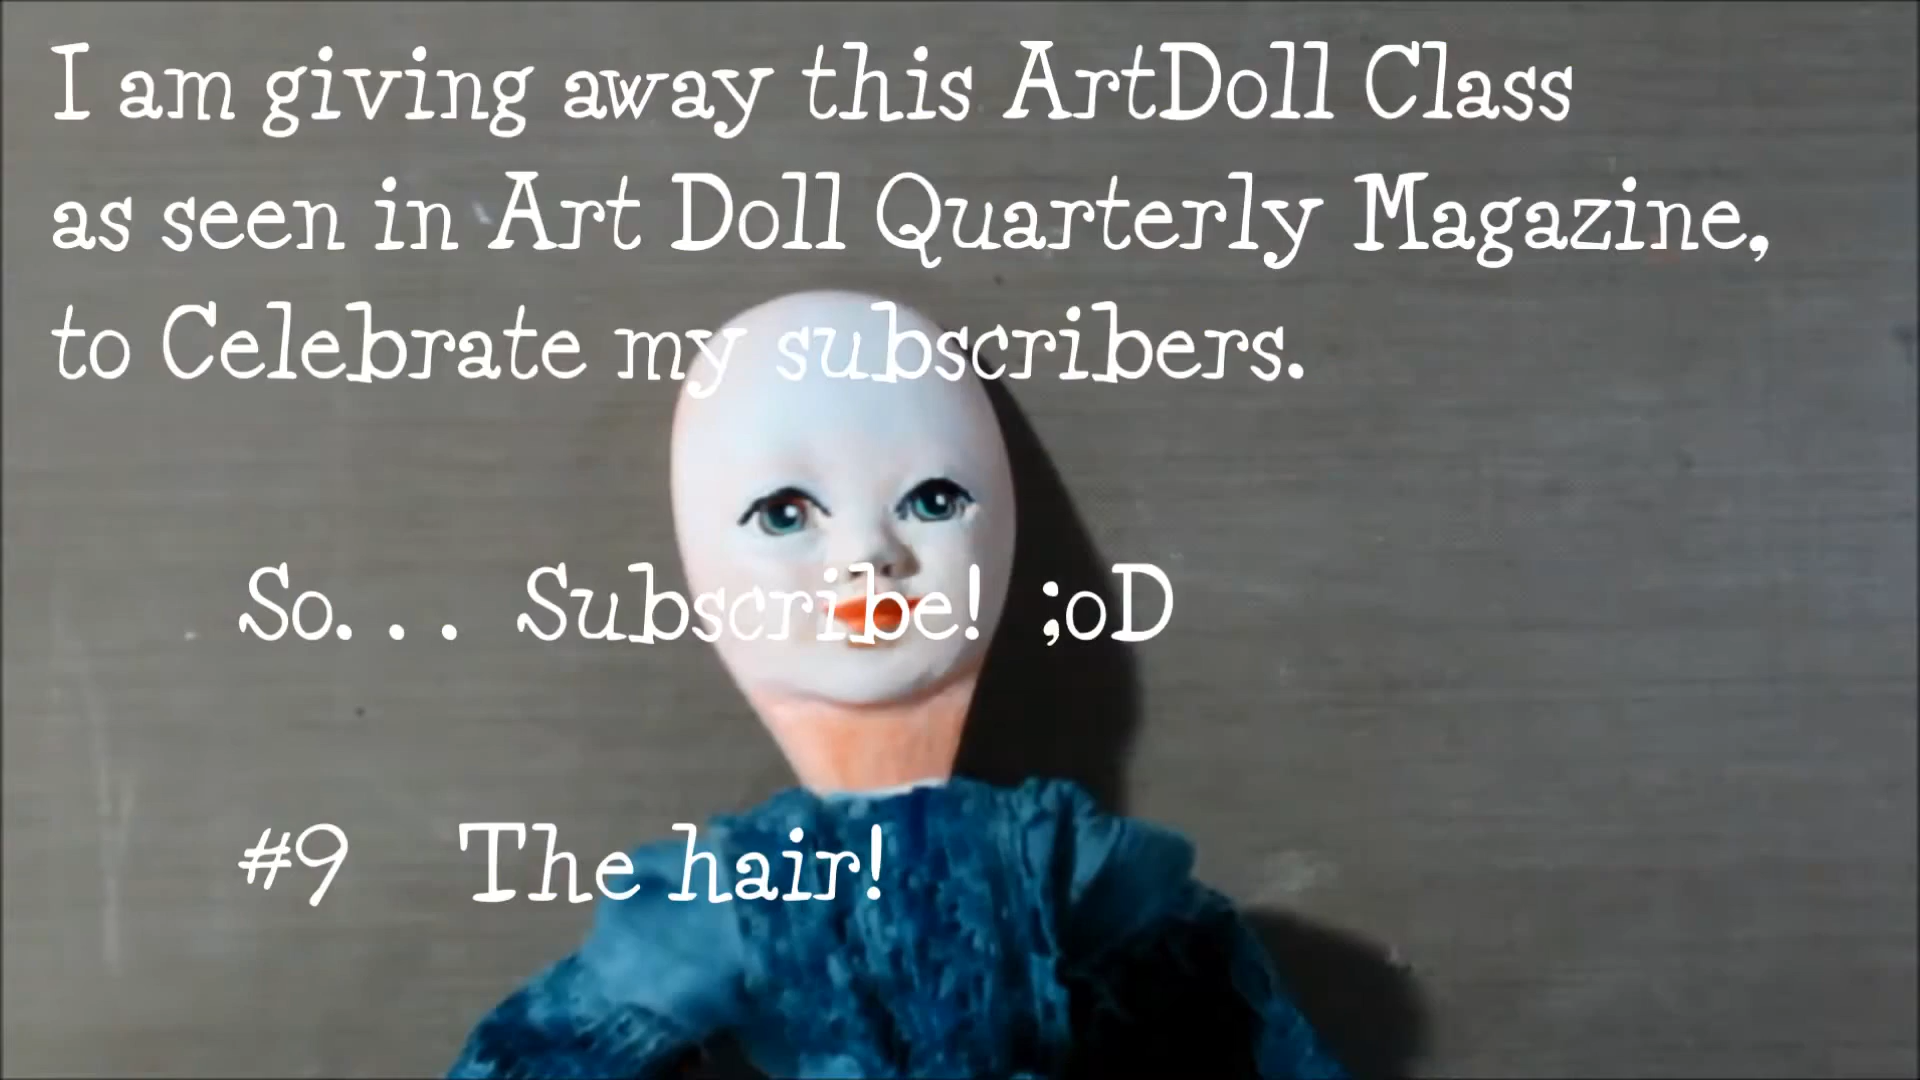 I am giving away this ArtDoll Class
as seen in Art Doll Quarterly Magazine,
to Celebrate my subscribers.
So... Subscribe! ;oD
#9 The hair!